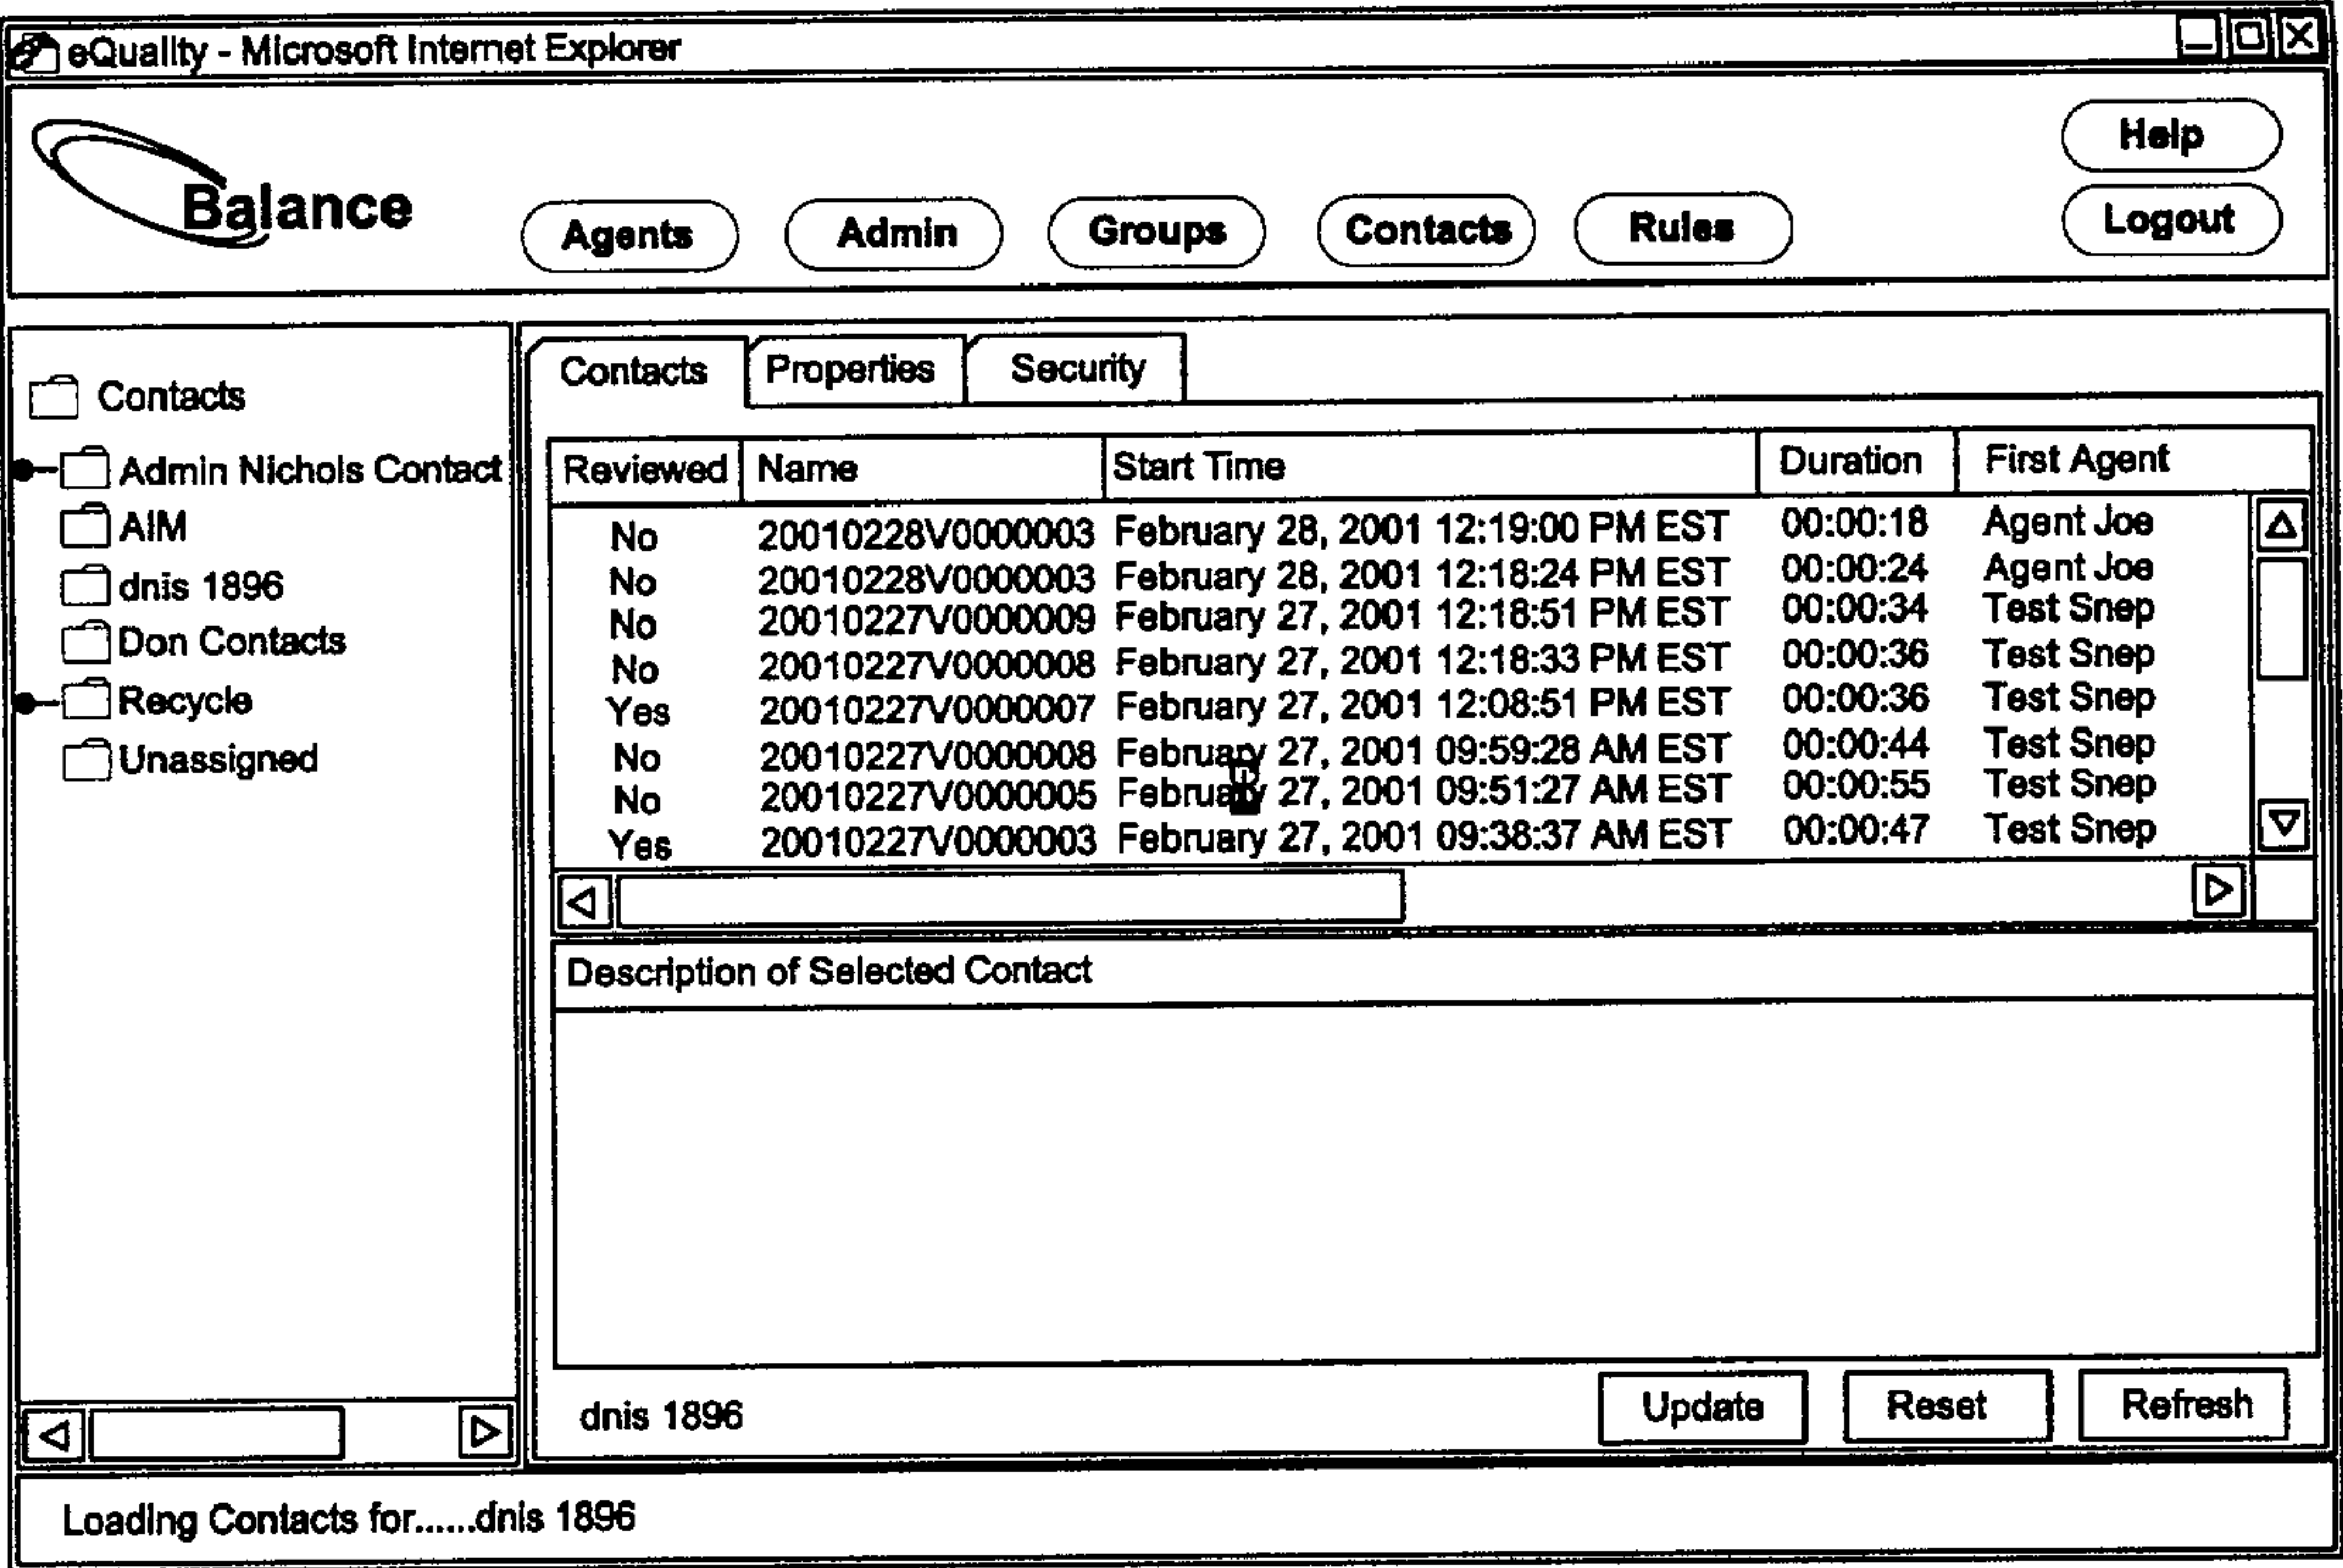 eQuality - Microsoft Internet Explorer
Help
Balance
Agents Admin Groups Contacts Rules Logout
Contacts Properties Security
Contacts
Admin Nichols Contact
AIM
dnis 1896
Don Contacts
Recycle
Unassigned
Reviewed Name Start Time Duration First Agent
No 20010228V0000003 February 28, 2001 12:19:00 PM EST 00:00:18 Agent Joe
No 20010228V0000003 February 28, 2001 12:18:24 PM EST 00:00:24 Agent Joe
No 20010227V0000009 February 27, 2001 12:18:51 PM EST 00:00:34 Test Snep
No 20010227V0000008 February 27, 2001 12:18:33 PM EST 00:00:36 Test Snep
Yes 20010227V0000007 February 27, 2001 12:08:51 PM EST 00:00:36 Test Snep
No 20010227V0000008 February 27, 2001 09:59:28 AM EST 00:00:44 Test Snep
No 20010227V0000005 February 27, 2001 09:51:27 AM EST 00:00:55 Test Snep
Yes 20010227V0000003 February 27, 2001 09:38:37 AM EST 00:00:47 Test Snep
Description of Selected Contact
dnis 1896 Update Reset Refresh
Loading Contacts for......dnis 1896